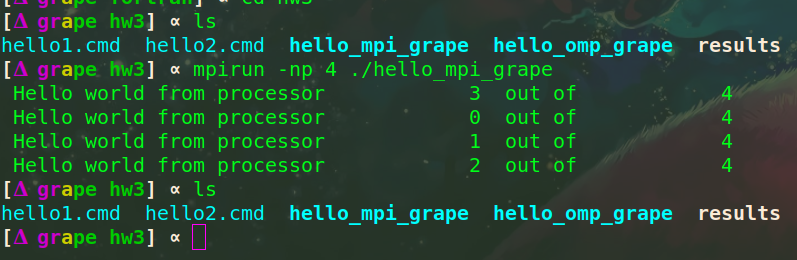 [Δ grape fortran] ∝ cd hw3
[Δ grape hw3] ∝ ls
hello1.cmd hello2.cmd hello_mpi_grape hello_omp_grape results
[Δ grape hw3] ∝ mpirun -np 4 ./hello_mpi_grape
Hello world from processor 3 out of 4
Hello world from processor 0 out of 4
Hello world from processor 1 out of 4
Hello world from processor 2 out of 4
[Δ grape hw3] ∝ ls
hello1.cmd hello2.cmd hello_mpi_grape hello_omp_grape results
[Δ grape hw3] ∝